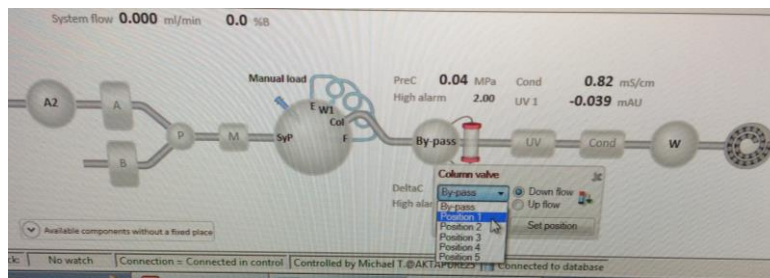 System flow 0.000 ml/min 0.0 %B
Manual load
PreC 0.04 MPa Cond 0.82 mS/cm
High alarm 2.00 UV 1 -0.039 mAU
A2 A P M SyP E W1 Col F By-pass UV Cond W
B
Column valve
DeltaC By-pass Down flow
High alar By-pass Up flow
Position 1
Position 2 Set position
Position 3
Position 4
Position 5
Available components without a fixed place
ck: No watch Connection = Connected in control Controlled by Michael T.@AKTAPURE25 Connected to database